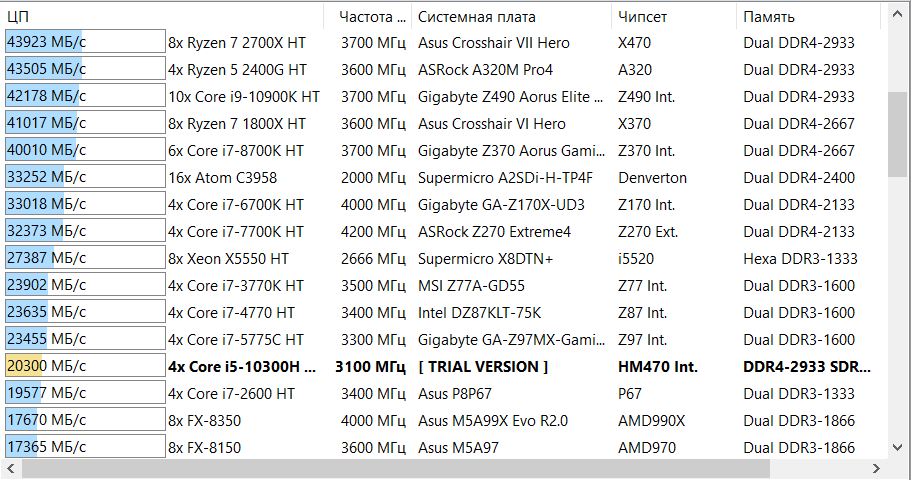 ЦП Частота ... Системная плата Чипсет Память
43923 МБ/с 8x Ryzen 7 2700X HT 3700 МГц Asus Crosshair VII Hero X470 Dual DDR4-2933
43505 МБ/с 4x Ryzen 5 2400G HT 3600 МГц ASRock A320M Pro4 A320 Dual DDR4-2933
42178 МБ/с 10x Core i9-10900K HT 3700 МГц Gigabyte Z490 Aorus Elite ... Z490 Int. Dual DDR4-2933
41017 МБ/с 8x Ryzen 7 1800X HT 3600 МГц Asus Crosshair VI Hero X370 Dual DDR4-2667
40010 МБ/с 6x Core i7-8700K HT 3700 МГц Gigabyte Z370 Aorus Gami... Z370 Int. Dual DDR4-2667
33252 МБ/с 16x Atom C3958 2000 МГц Supermicro A2SDi-H-TP4F Denverton Dual DDR4-2400
33018 МБ/с 4x Core i7-6700K HT 4000 МГц Gigabyte GA-Z170X-UD3 Z170 Int. Dual DDR4-2133
32373 МБ/с 4x Core i7-7700K HT 4200 МГц ASRock Z270 Extreme4 Z270 Ext. Dual DDR4-2133
27387 МБ/с 8x Xeon X5550 HT 2666 МГц Supermicro X8DTN+ i5520 Hexa DDR3-1333
23902 МБ/с 4x Core i7-3770K HT 3500 МГц MSI Z77A-GD55 Z77 Int. Dual DDR3-1600
23635 МБ/с 4x Core i7-4770 HT 3400 МГц Intel DZ87KLT-75K Z87 Int. Dual DDR3-1600
23455 МБ/с 4x Core i7-5775C HT 3300 МГц Gigabyte GA-Z97MX-Gami... Z97 Int. Dual DDR3-1600
20300 МБ/с 4x Core i5-10300H ... 3100 МГц [ TRIAL VERSION ] HM470 Int. DDR4-2933 SDR...
19577 МБ/с 4x Core i7-2600 HT 3400 МГц Asus P8P67 P67 Dual DDR3-1333
17670 МБ/с 8x FX-8350 4000 МГц Asus M5A99X Evo R2.0 AMD990X Dual DDR3-1866
17365 МБ/с 8x FX-8150 3600 МГц Asus M5A97 AMD970 Dual DDR3-1866